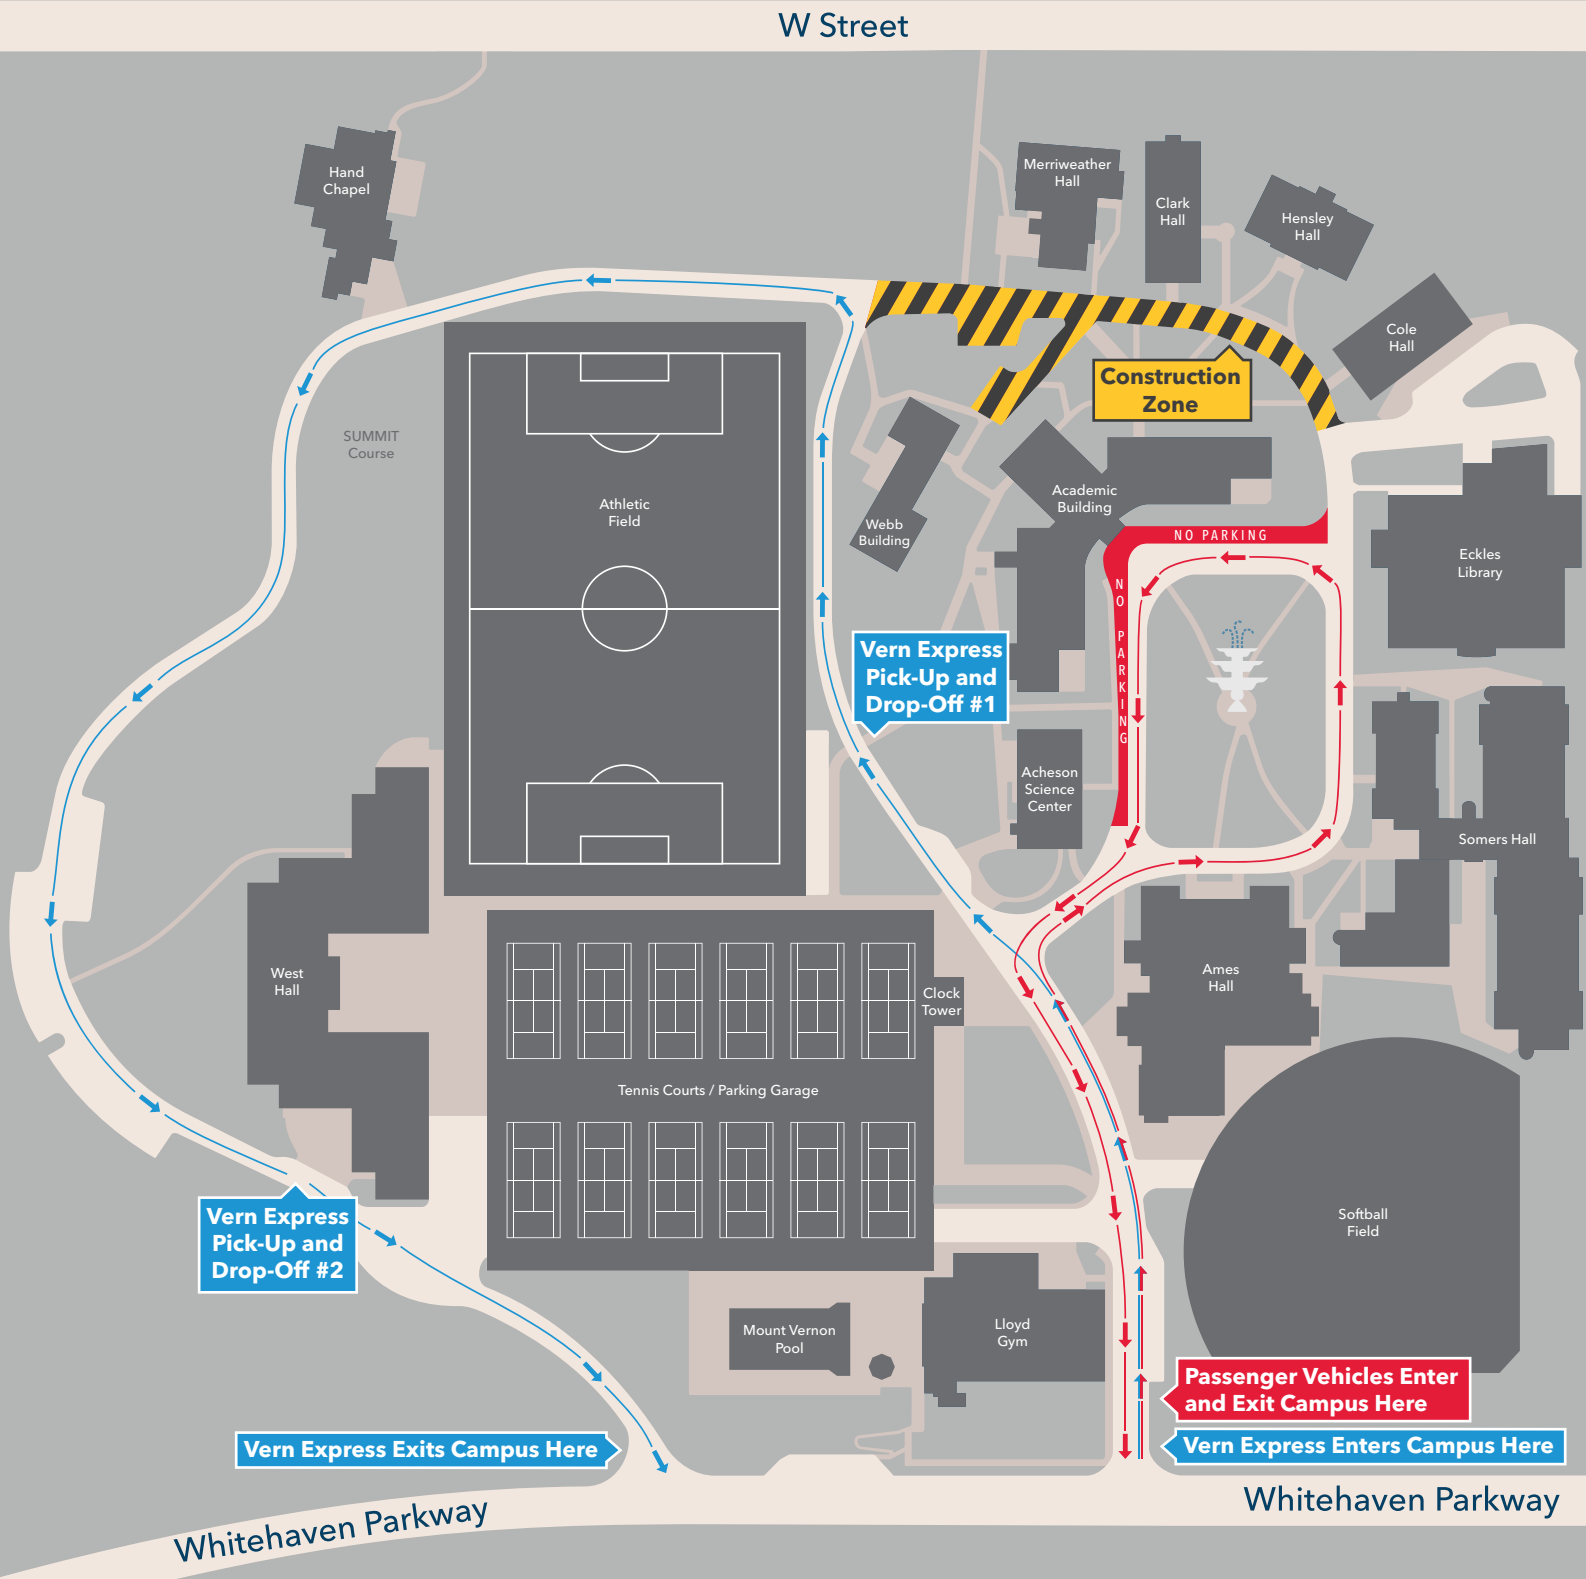 W Street
Hand
Chapel
Merriweather
Hall
Clark
Hall
Hensley
Hall
Cole
Hall
Construction
Zone
SUMMIT
Course
Athletic
Field
Webb
Building
Academic
Building
NO PARKING
NO PARKING
Eckles
Library
Vern Express
Pick-Up and
Drop-Off #1
Acheson
Science
Center
Somers Hall
West
Hall
Clock
Tower
Ames
Hall
Tennis Courts / Parking Garage
Vern Express
Pick-Up and
Drop-Off #2
Softball
Field
Mount Vernon
Pool
Lloyd
Gym
Passenger Vehicles Enter
and Exit Campus Here
Vern Express Exits Campus Here
Vern Express Enters Campus Here
Whitehaven Parkway
Whitehaven Parkway